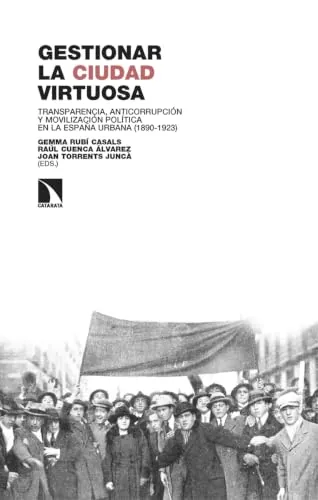 GESTIONAR
LA CIUDAD
VIRTUOSA
TRANSPARENCIA, ANTICORRUPCIÓN
Y MOVILIZACIÓN POLÍTICA
EN LA ESPAÑA URBANA (1890-1923)
GEMMA RUBÍ CASALS
RAÚL CUENCA ÁLVAREZ
JOAN TORRENTS JUNCÀ
(EDS.)
CATARATA